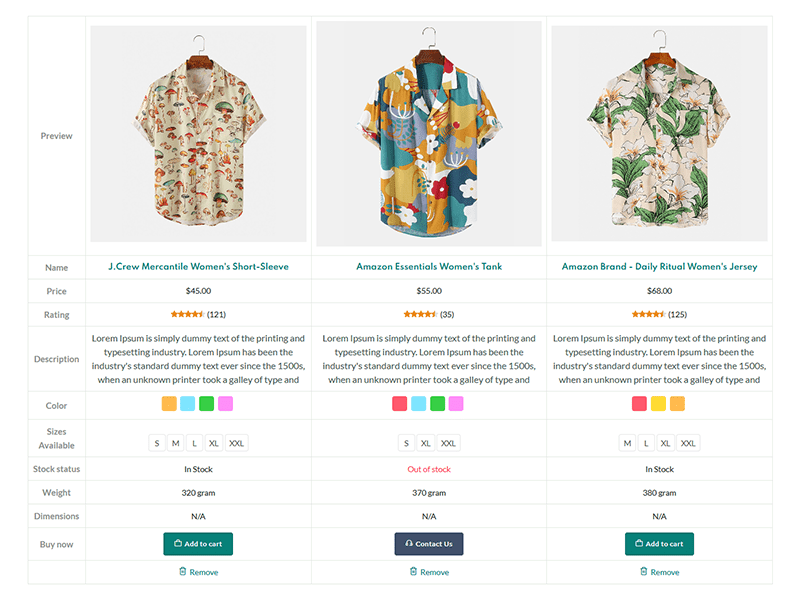 Preview
Name
J.Crew Mercantile Women's Short-Sleeve
Amazon Essentials Women's Tank
Amazon Brand - Daily Ritual Women's Jersey
Price
$45.00
$55.00
$68.00
Rating
(121)
(35)
(125)
Description
Lorem Ipsum is simply dummy text of the printing and
typesetting industry. Lorem Ipsum has been the
industry's standard dummy text ever since the 1500s,
when an unknown printer took a galley of type and
Lorem Ipsum is simply dummy text of the printing and
typesetting industry. Lorem Ipsum has been the
industry's standard dummy text ever since the 1500s,
when an unknown printer took a galley of type and
Lorem Ipsum is simply dummy text of the printing and
typesetting industry. Lorem Ipsum has been the
industry's standard dummy text ever since the 1500s,
when an unknown printer took a galley of type and
Color
Sizes
Available
S M L XL XXL
S XL XXL
M L XL XXL
Stock status
In Stock
Out of stock
In Stock
Weight
320 gram
370 gram
380 gram
Dimensions
N/A
N/A
N/A
Buy now
Add to cart
Contact Us
Add to cart
Remove
Remove
Remove